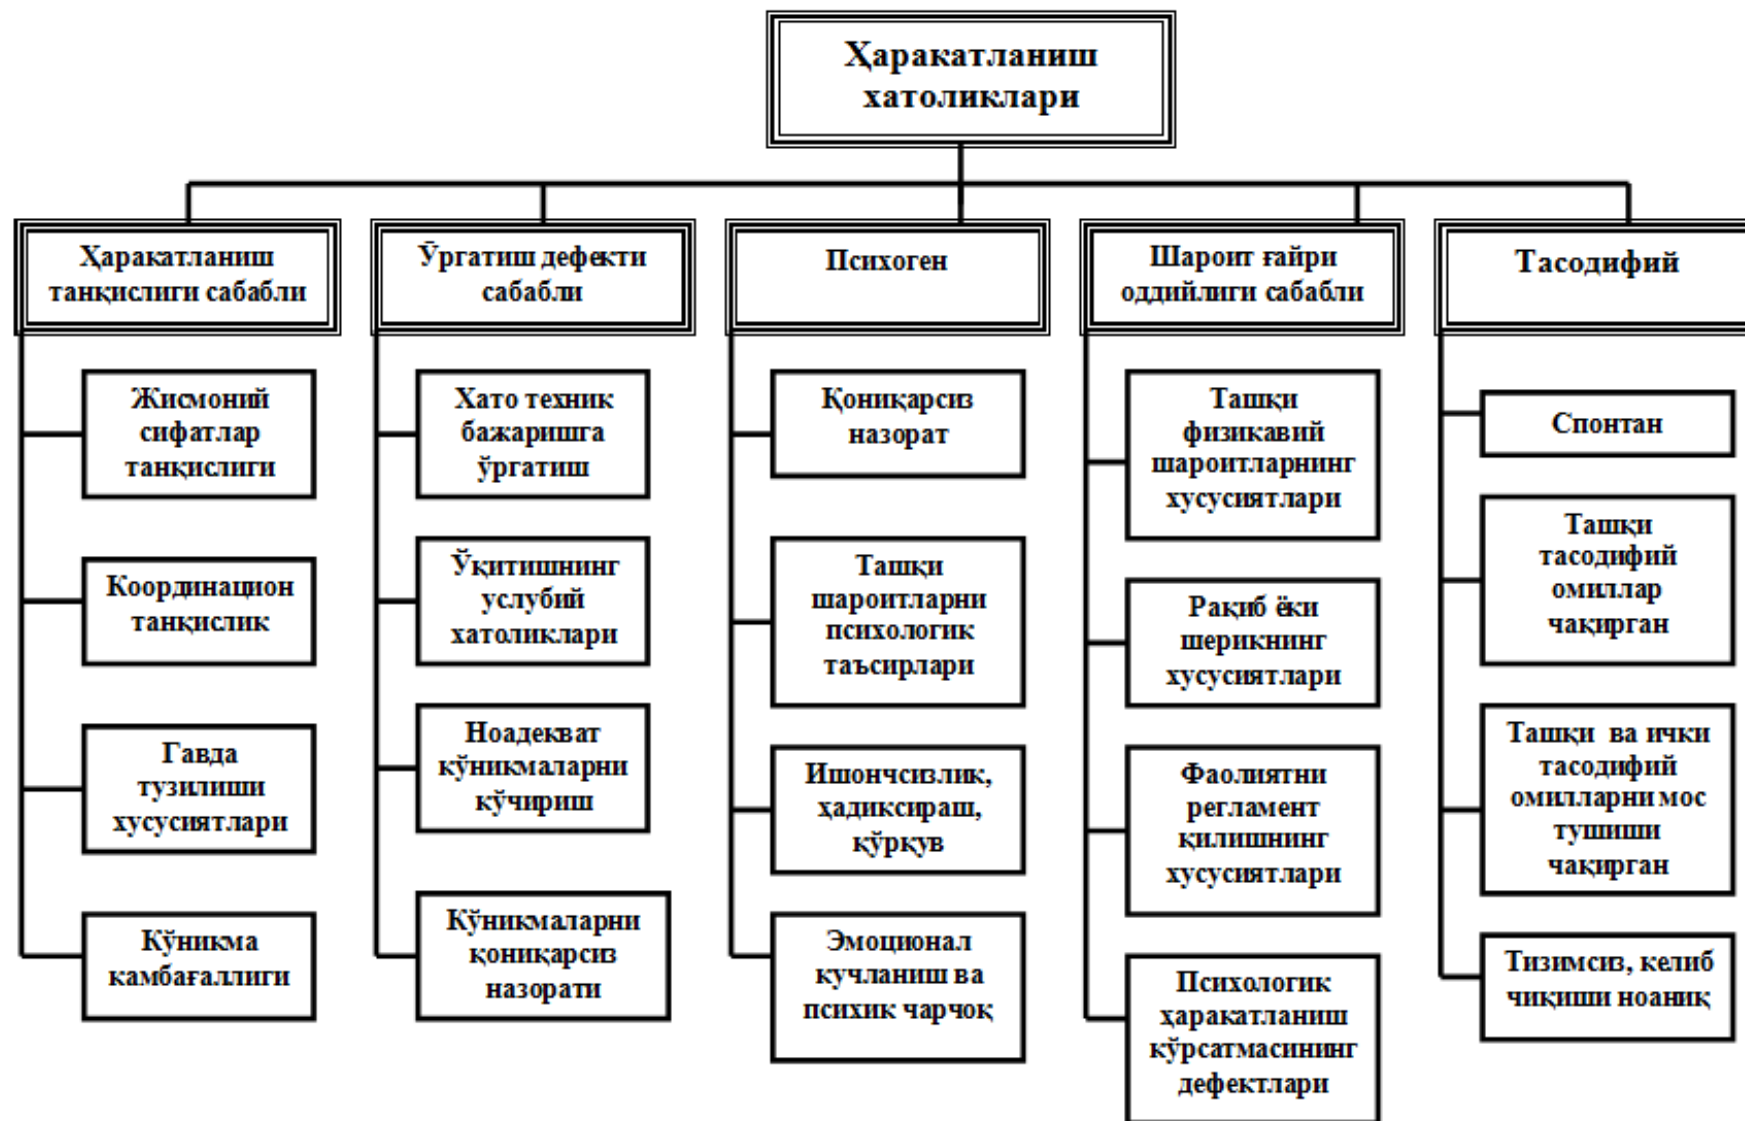 Ҳаракатланиш
хатоликлари
Ҳаракатланиш
танқислиги сабабли
Жисмоний
сифатлар
танқислиги
Координацион
танқислик
Гавда
тузилиши
хусусиятлари
Кўникма
камбағаллиги
Ўргатиш дефекти
сабабли
Хато техник
бажаришга
ўргатиш
Ўқитишнинг
услубий
хатоликлари
Ноадекват
кўникмаларни
кўчириш
Кўникмаларни
қониқарсиз
назорати
Психоген
Қониқарсиз
назорат
Ташқи
шароитларни
психологик
таъсирлари
Ишончсизлик,
ҳадиксираш,
қўрқув
Эмоционал
кучланиш ва
психик чарчоқ
Шароит ғайри
оддийлиги сабабли
Ташқи
физикавий
шароитларнинг
хусусиятлари
Рақиб ёки
шерикнинг
хусусиятлари
Фаолиятни
регламент
қилишнинг
хусусиятлари
Психологик
ҳаракатланиш
кўрсатмасининг
дефектлари
Тасодифий
Спонтан
Ташқи
тасодифий
омиллар
чақирган
Ташқи ва ички
тасодифий
омилларни мос
тушиши
чақирган
Тизимсиз, келиб
чиқиши ноаниқ